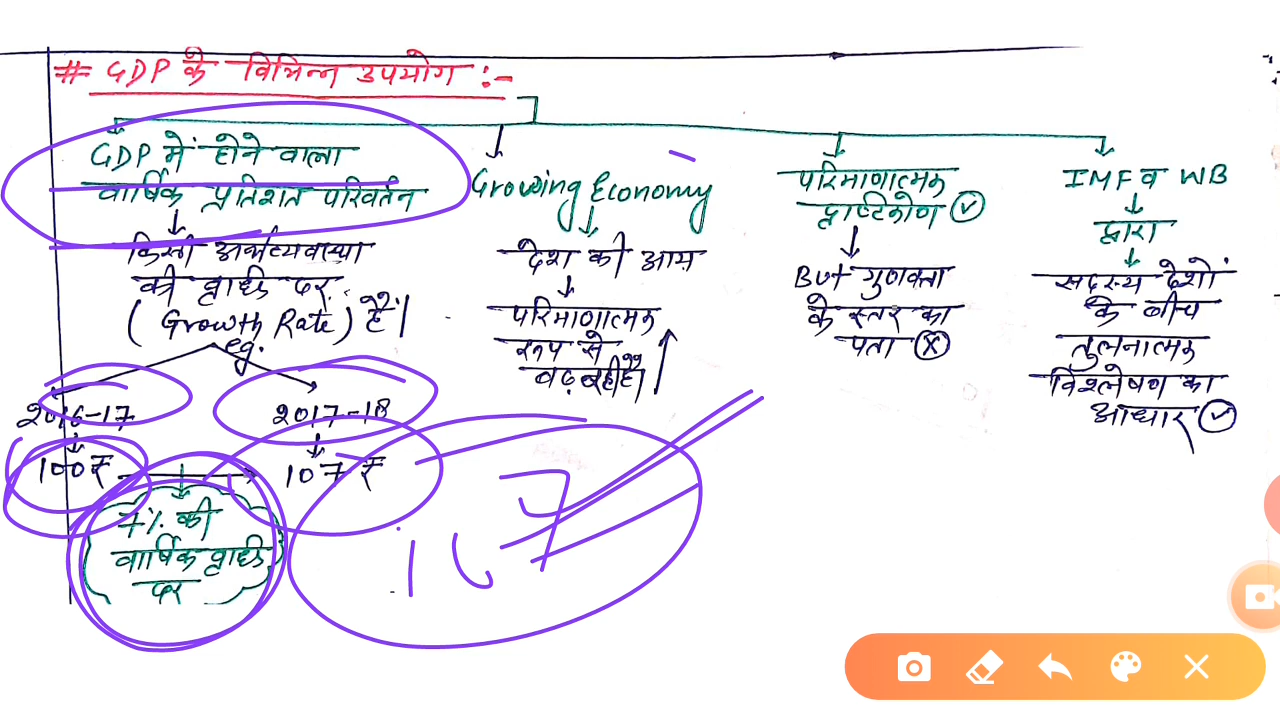 # GDP के विभिन्न उपयोग :-
GDP में होने वाला
वार्षिक प्रतिशत परिवर्तन
किसी अर्थव्यवस्था
की वृद्धि दर
(Growth Rate) है।
eg.
2016-17
2017-18
100₹
107₹
7% की
वार्षिक वृद्धि
दर
107
Growing Economy
देश की आय
परिमाणात्मक
रूप से
बढ़ रही है।
परिमाणात्मक
दृष्टिकोण ✓
But गुणवत्ता
के स्तर का
पता X
IMF व WB
द्वारा
सदस्य देशों
के बीच
तुलनात्मक
विश्लेषण का
आधार ✓